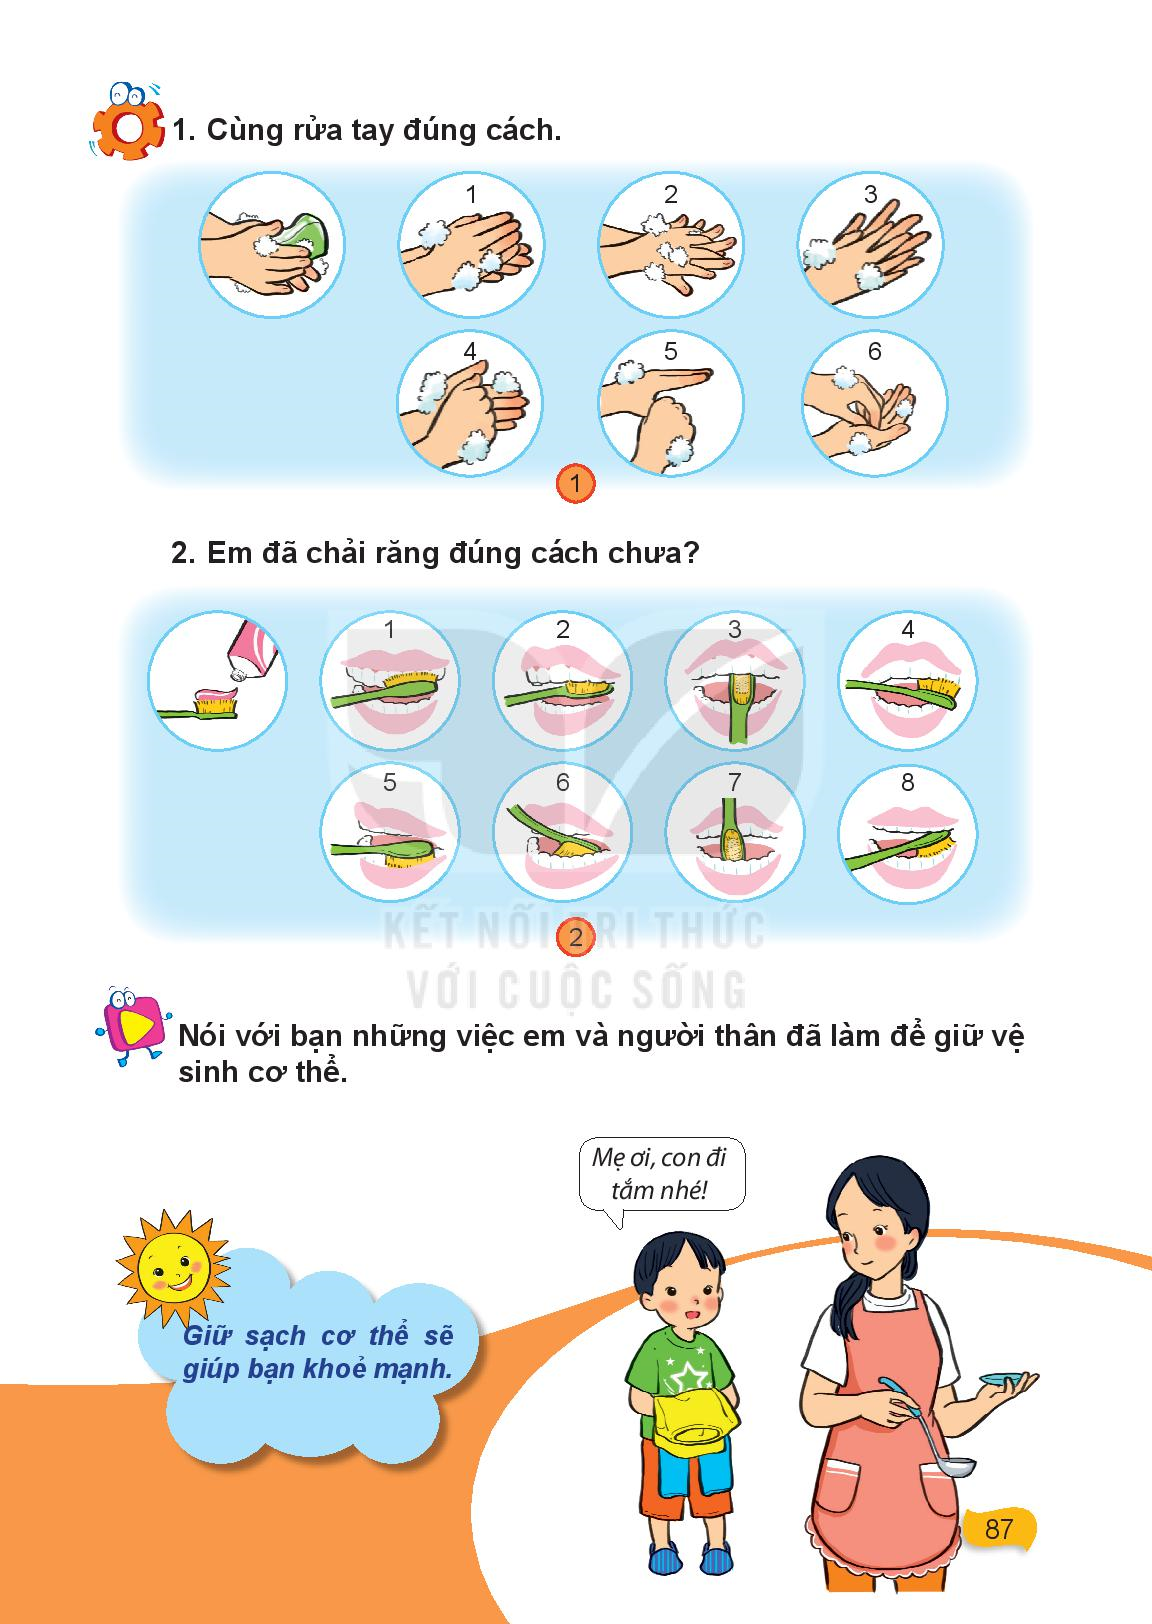 1. Cùng rửa tay đúng cách.
1
2
3
4
5
6
1
2. Em đã chải răng đúng cách chưa?
1
2
3
4
5
6
7
8
2
KẾT NỐI TRI THỨC
VỚI CUỘC SỐNG
Nói với bạn những việc em và người thân đã làm để giữ vệ
sinh cơ thể.
Mẹ ơi, con đi
tắm nhé!
Giữ sạch cơ thể sẽ
giúp bạn khoẻ mạnh.
87